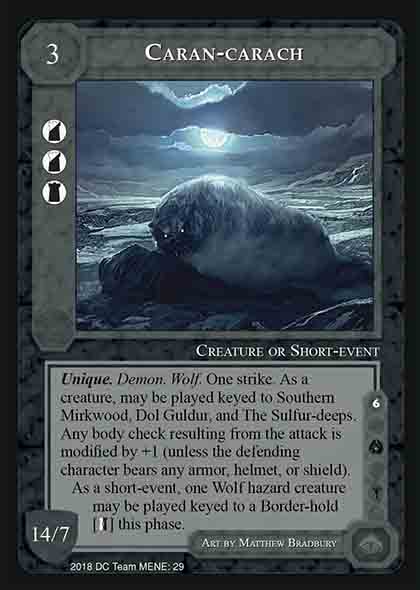 3
CARAN-CARACH
CREATURE OR SHORT-EVENT
Unique. Demon. Wolf. One strike. As a
creature, may be played keyed to Southern
Mirkwood, Dol Guldur, and The Sulfur-deeps.
Any body check resulting from the attack is
modified by +1 (unless the defending
character bears any armor, helmet, or shield).
As a short-event, one Wolf hazard creature
may be played keyed to a Border-hold
[] this phase.
6
14/7
ART BY MATTHEW BRADBURY
2018 DC Team MENE: 29